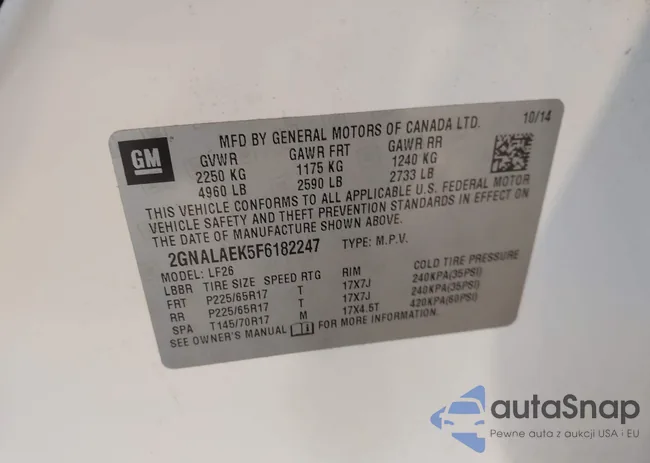 GM
MFD BY GENERAL MOTORS OF CANADA LTD.
10/14
GVWR GAWR FRT GAWR RR
2250 KG 1175 KG 1240 KG
4960 LB 2590 LB 2733 LB
THIS VEHICLE CONFORMS TO ALL APPLICABLE U.S. FEDERAL MOTOR
VEHICLE SAFETY AND THEFT PREVENTION STANDARDS IN EFFECT ON
THE DATE OF MANUFACTURE SHOWN ABOVE.
2GNALAEK5F6182247 TYPE: M.P.V.
MODEL: LF26
LBBR TIRE SIZE SPEED RTG RIM COLD TIRE PRESSURE
FRT P225/65R17 T 17X7J 240KPA(35PSI)
RR P225/65R17 T 17X7J 240KPA(35PSI)
SPA T145/70R17 M 17X4.5T 420KPA(60PSI)
SEE OWNER'S MANUAL FOR MORE INFORMATION.
autaSnap
Pewne auta z aukcji USA · EU